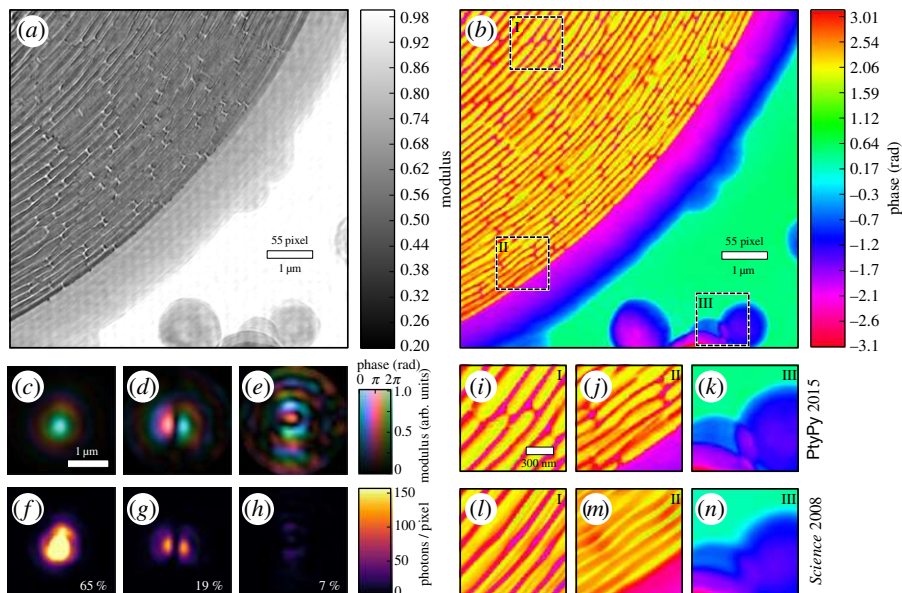 (a)
55 pixel
1 µm
0.98
0.92
0.86
0.80
0.74
0.68
0.62
0.56
0.50
0.44
0.38
0.32
0.26
0.20
modulus
(b)
I
II
III
55 pixel
1 µm
3.01
2.54
2.06
1.59
1.12
0.64
0.17
–0.3
–0.7
–1.2
–1.7
–2.1
–2.6
–3.1
phase (rad)
(c)
1 µm
(d)
(e)
phase (rad)
0 π 2π
1.0
0.5
0
modulus (arb. units)
(f)
65 %
(g)
19 %
(h)
7 %
150
100
50
0
photons / pixel
(i)
I
300 nm
(j)
II
(k)
III
PtyPy 2015
(l)
I
(m)
II
(n)
III
Science 2008